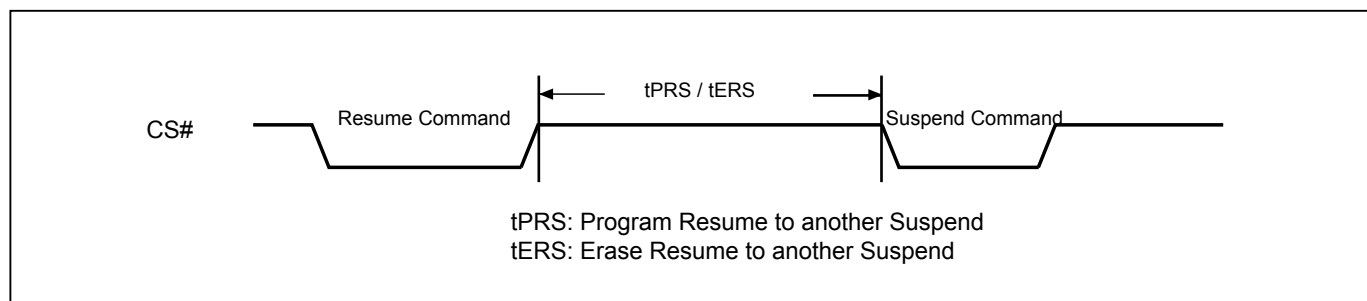 tPRS / tERS
CS# Resume Command Suspend Command
tPRS: Program Resume to another Suspend
tERS: Erase Resume to another Suspend